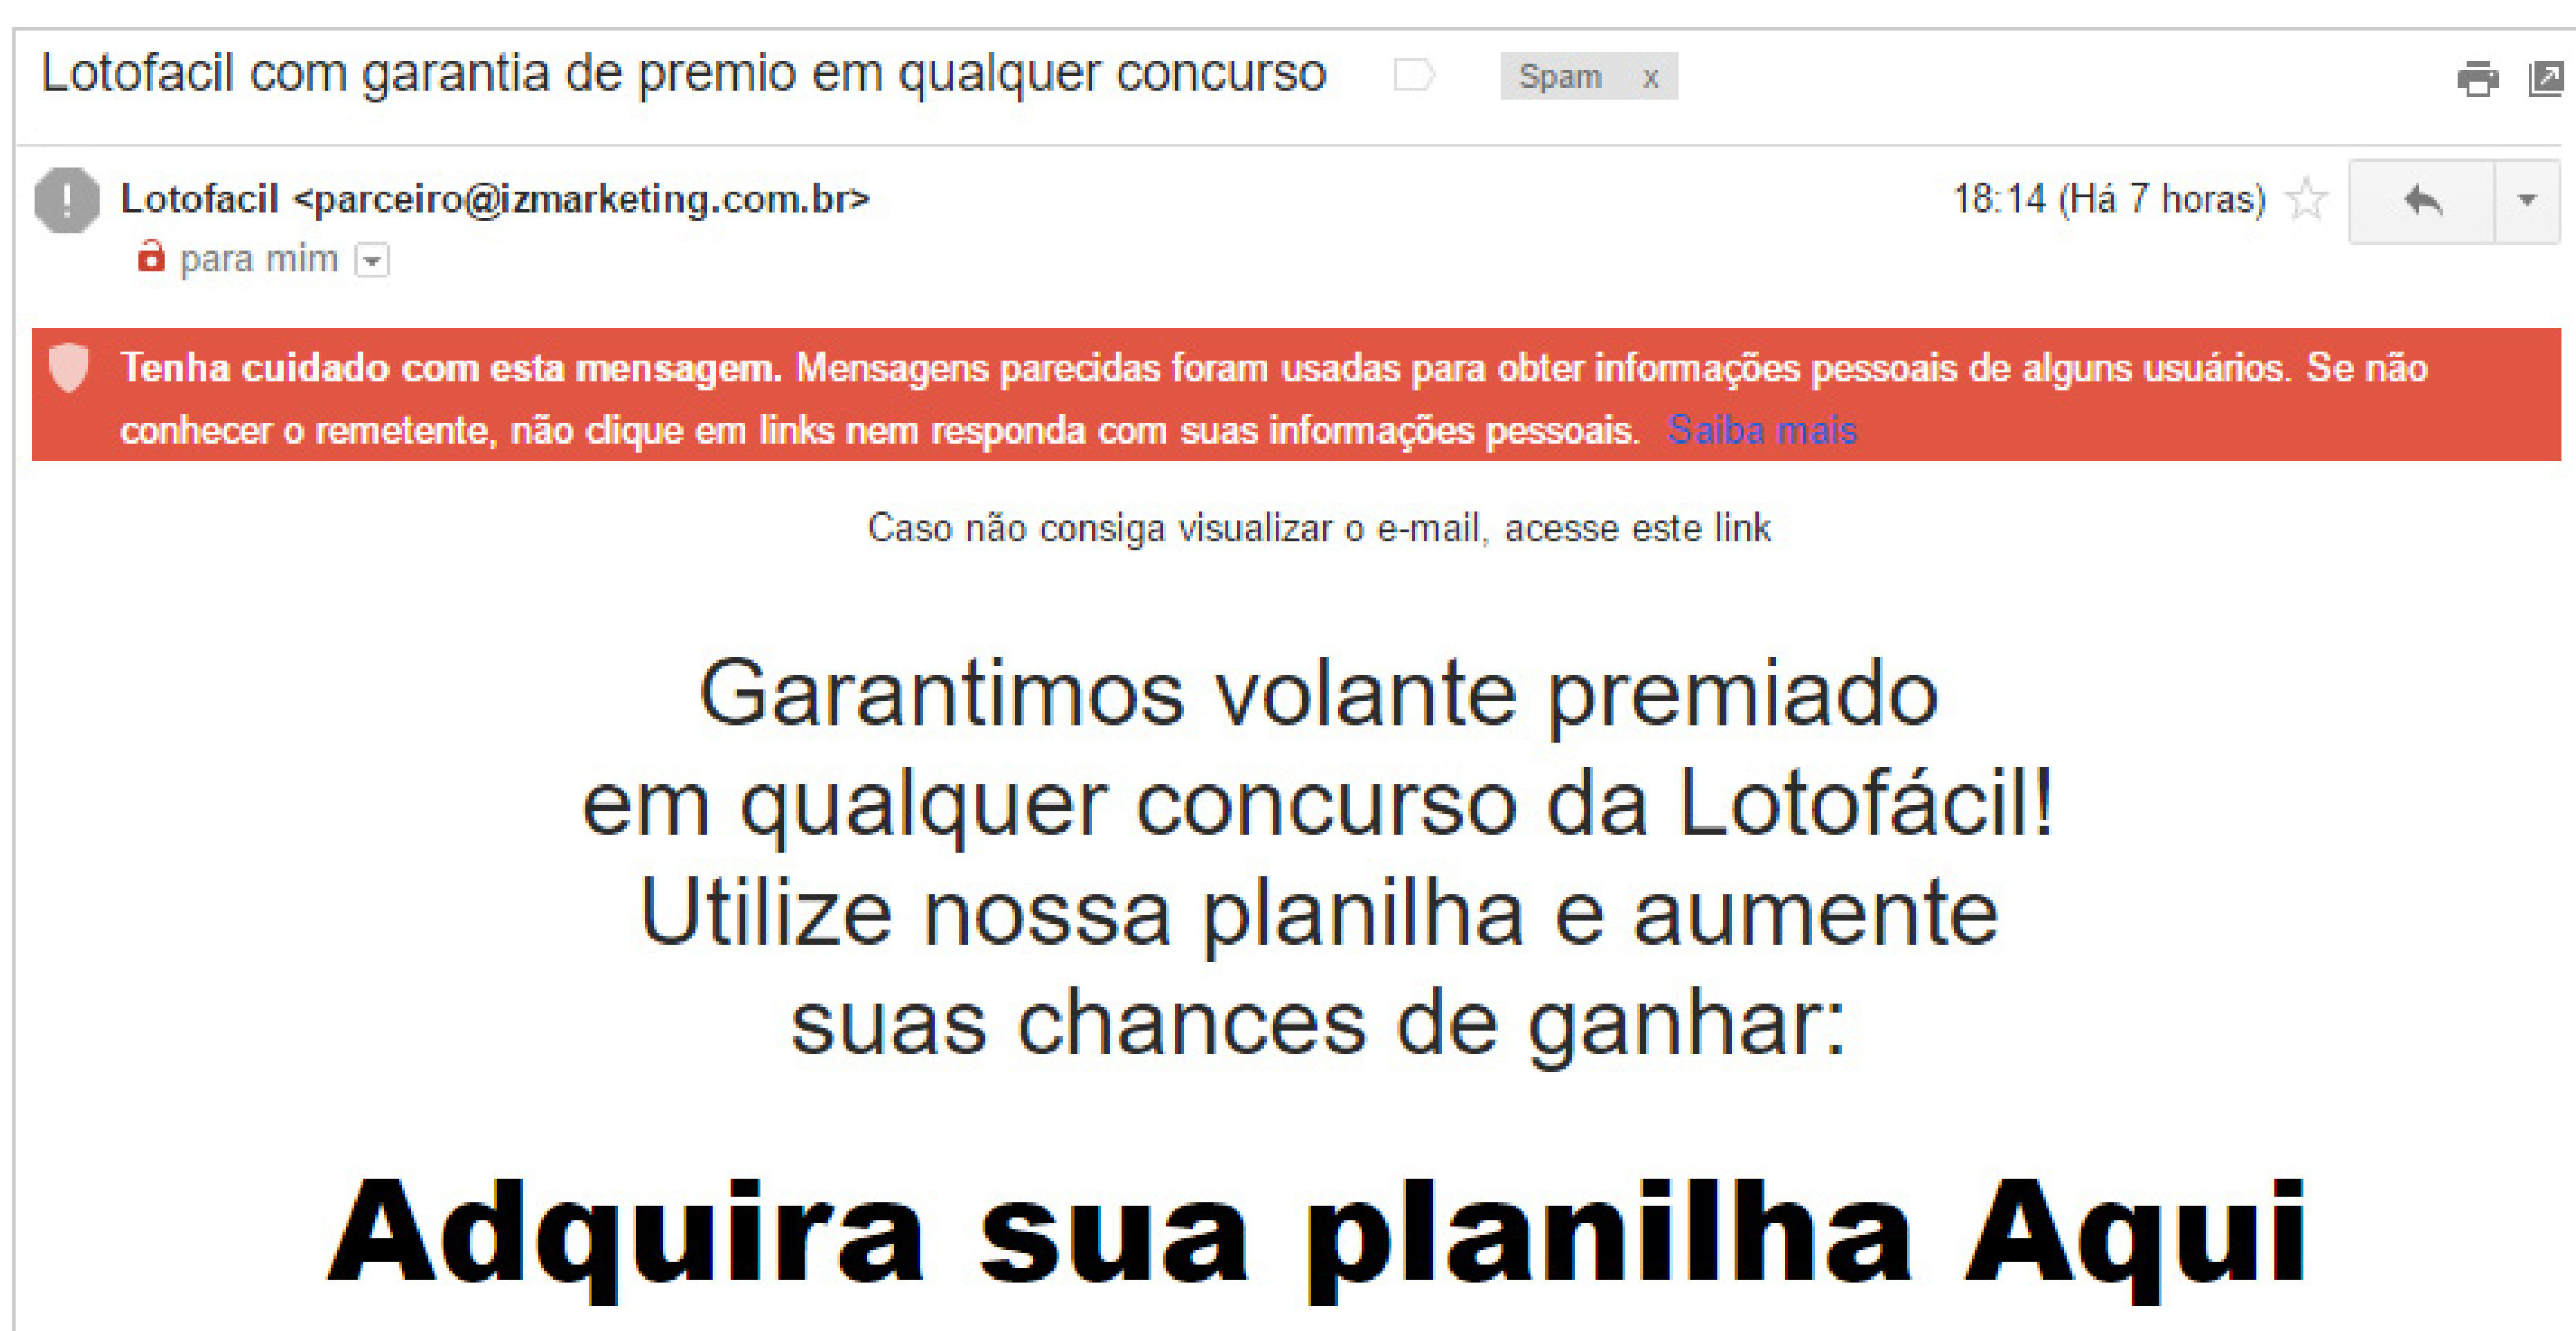 Lotofacil com garantia de premio em qualquer concurso
Spam x
Lotofacil <parceiro@izmarketing.com.br>
18:14 (Há 7 horas)
para mim
Tenha cuidado com esta mensagem. Mensagens parecidas foram usadas para obter informações pessoais de alguns usuários. Se não
conhecer o remetente, não clique em links nem responda com suas informações pessoais. Saiba mais
Caso não consiga visualizar o e-mail, acesse este link
Garantimos volante premiado
em qualquer concurso da Lotofácil!
Utilize nossa planilha e aumente
suas chances de ganhar:
Adquira sua planilha Aqui